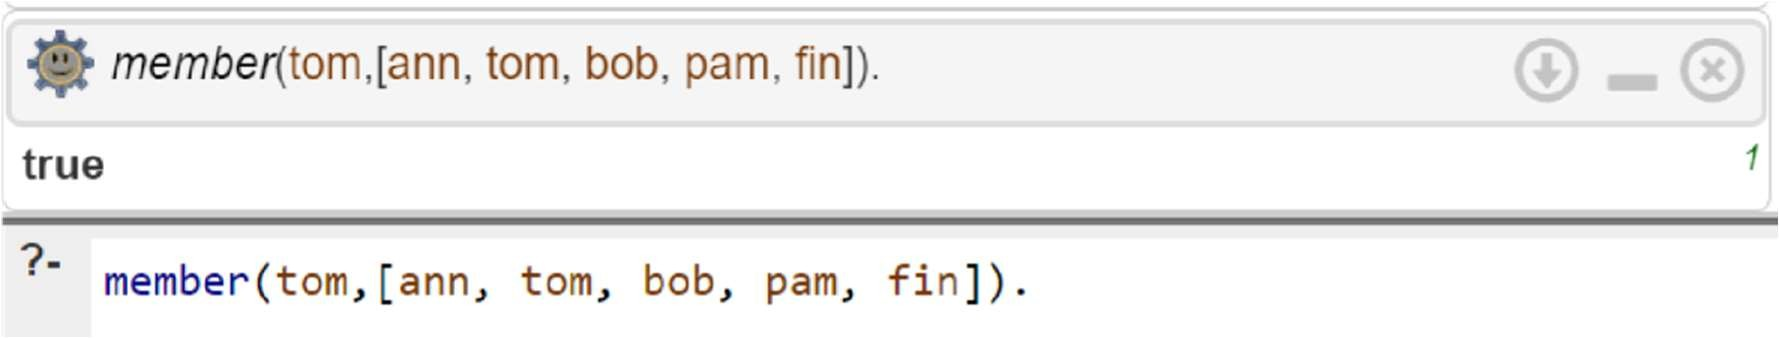 member(tom,[ann, tom, bob, pam, fin]).
true
1
?- member(tom,[ann, tom, bob, pam, fin]).